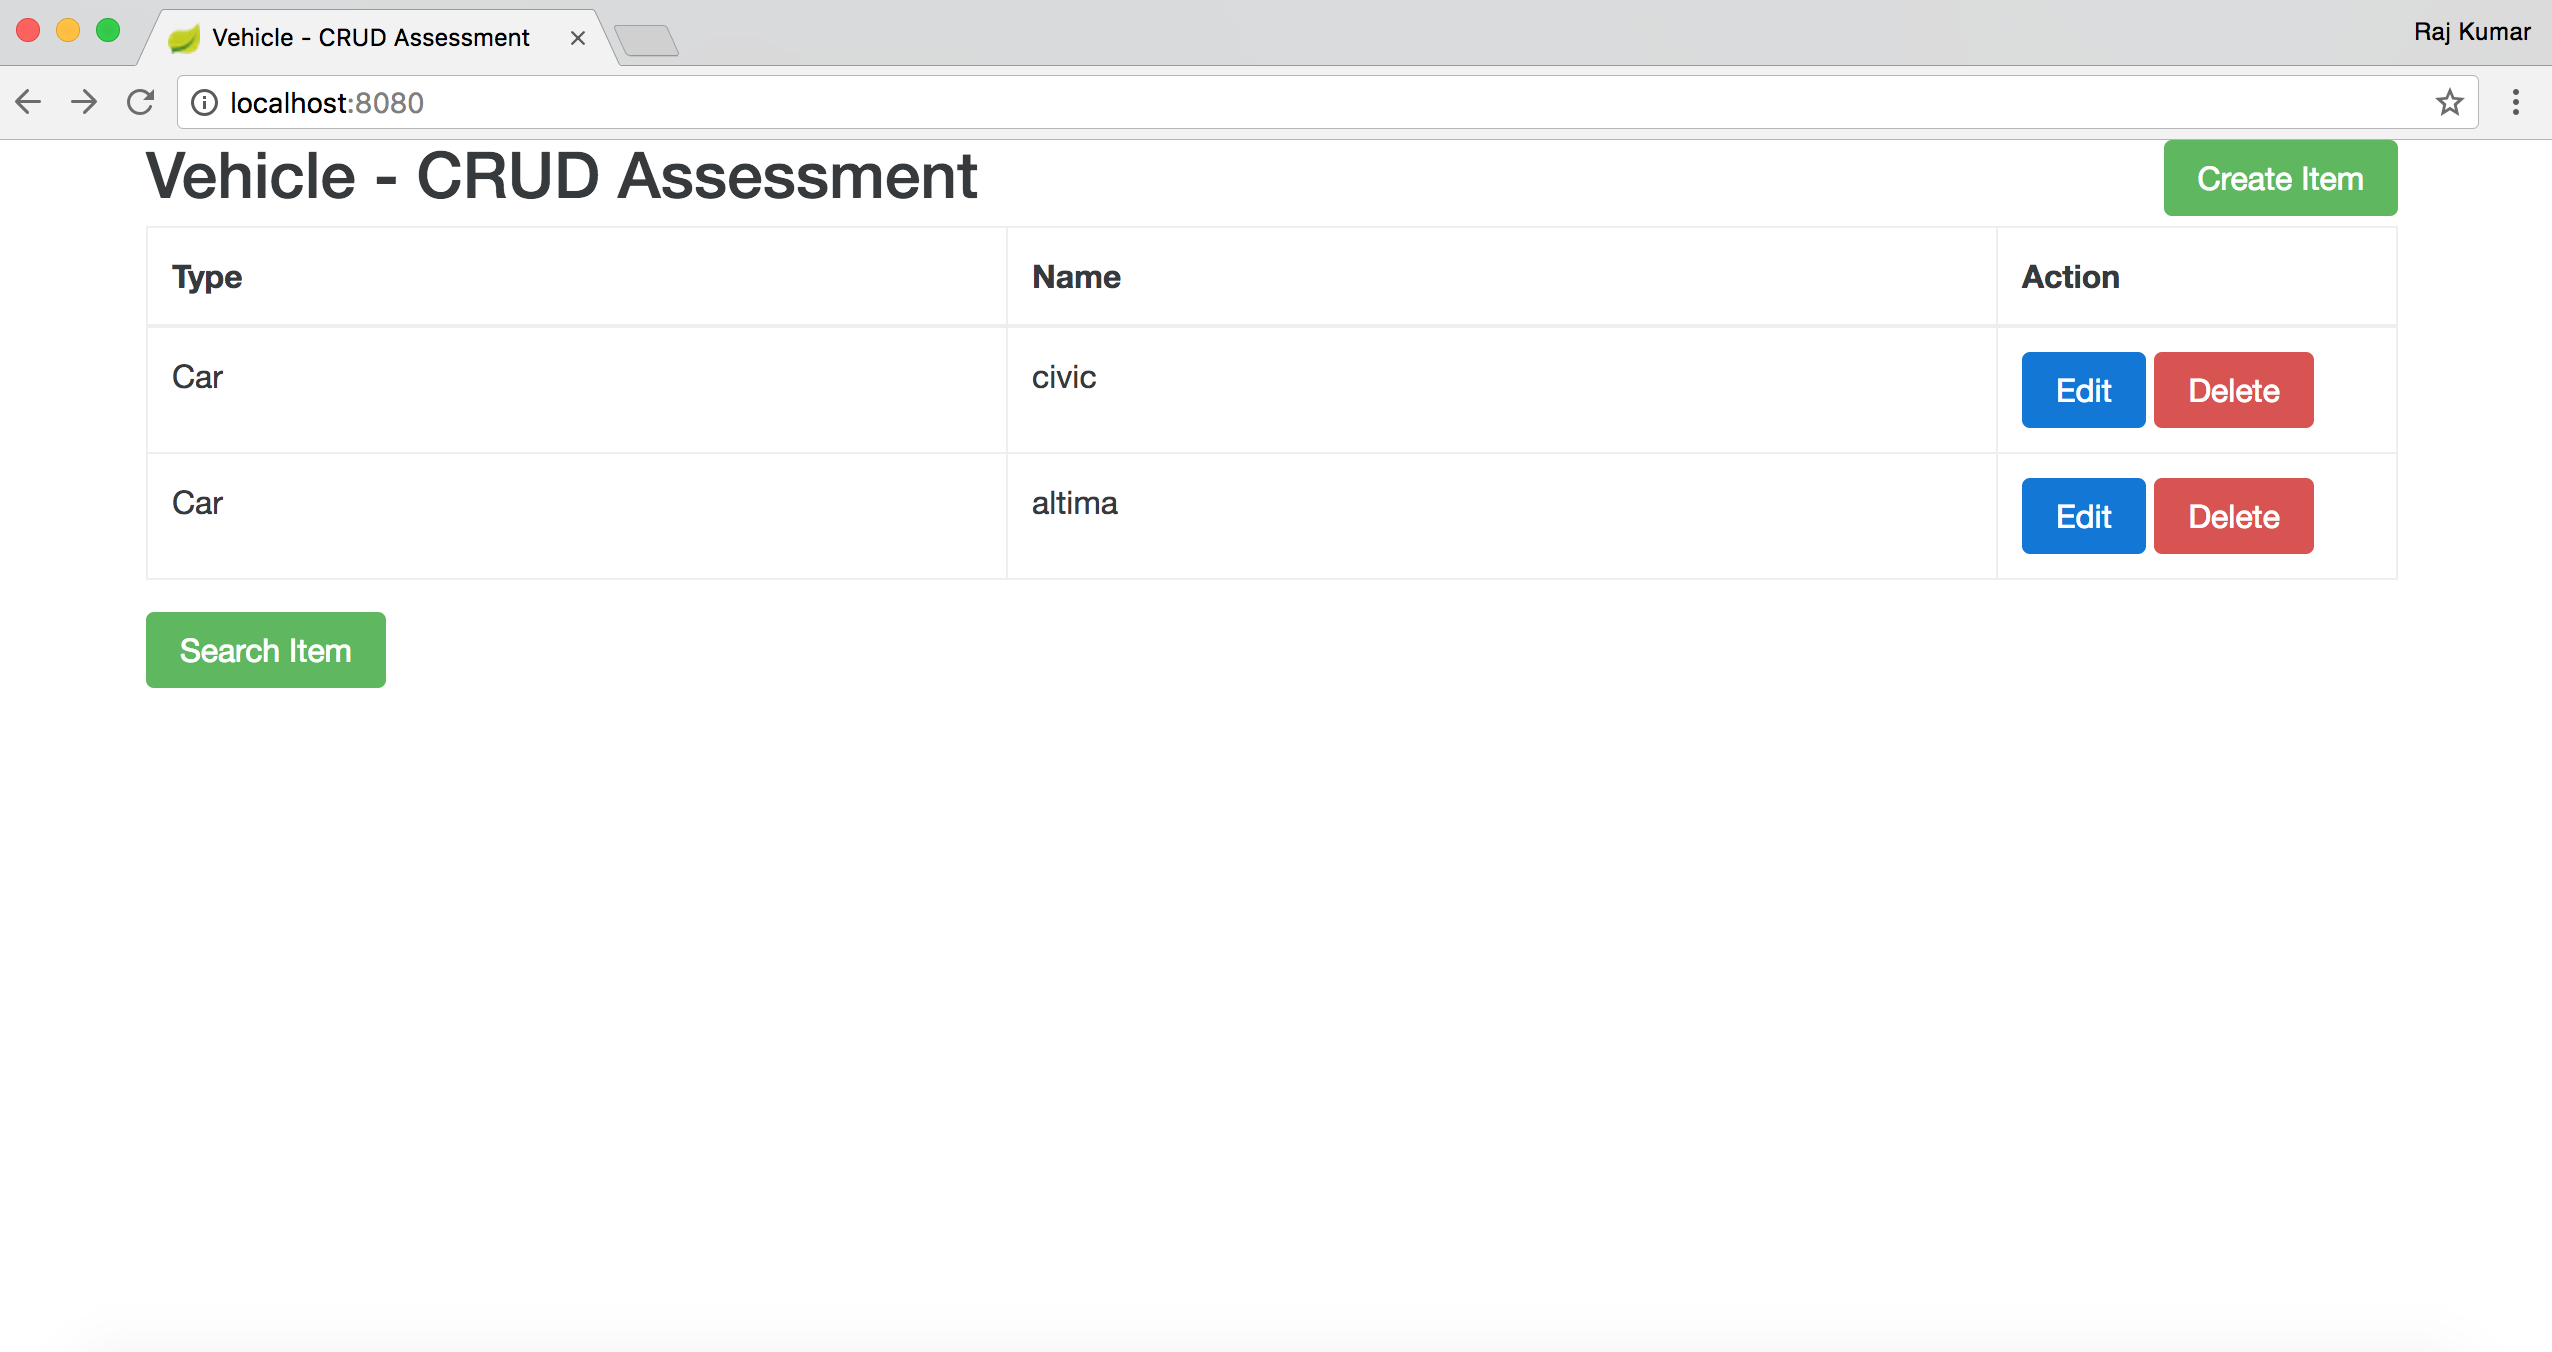 Vehicle - CRUD Assessment
Raj Kumar
localhost:8080
Vehicle - CRUD Assessment
Create Item
Type Name Action
Car civic Edit Delete
Car altima Edit Delete
Search Item